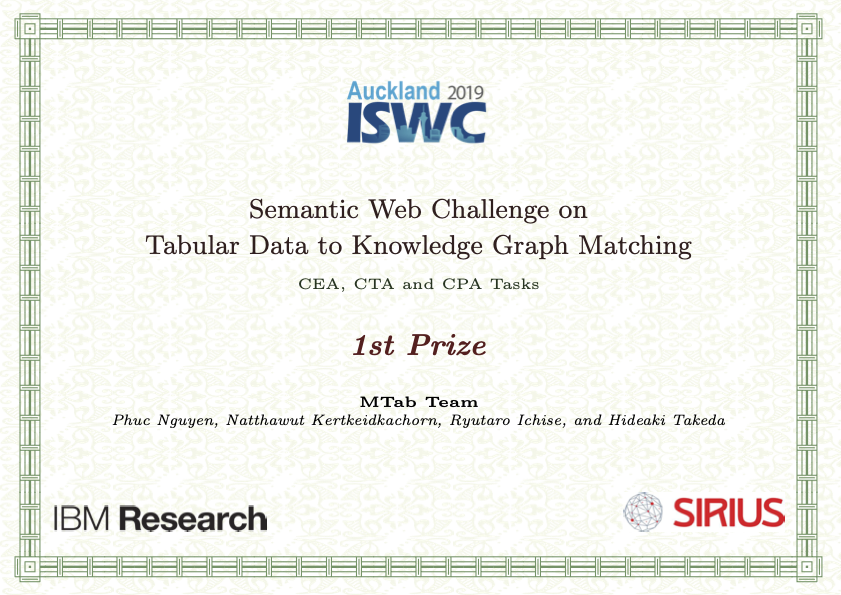 Auckland 2019
ISWC
Semantic Web Challenge on
Tabular Data to Knowledge Graph Matching
CEA, CTA and CPA Tasks
1st Prize
MTab Team
Phuc Nguyen, Natthawut Kertkeidkachorn, Ryutaro Ichise, and Hideaki Takeda
IBM Research
SIRIUS